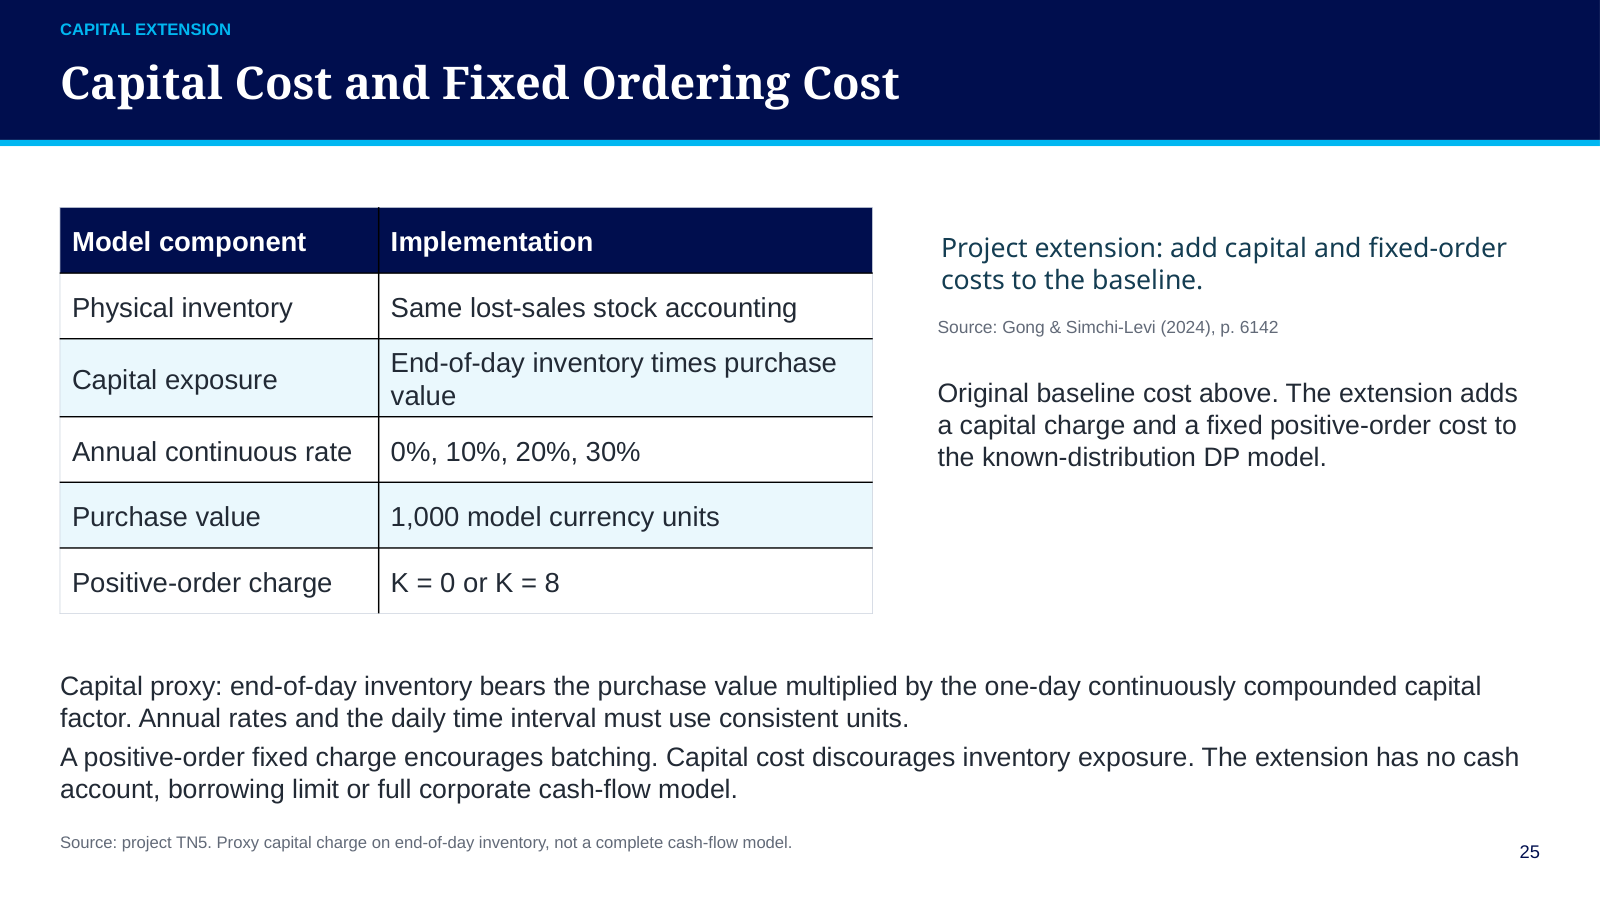 CAPITAL EXTENSION
Capital Cost and Fixed Ordering Cost
Model component Implementation
Physical inventory Same lost-sales stock accounting
Capital exposure End-of-day inventory times purchase
value
Annual continuous rate 0%, 10%, 20%, 30%
Purchase value 1,000 model currency units
Positive-order charge K = 0 or K = 8
Project extension: add capital and fixed-order
costs to the baseline.
Source: Gong & Simchi-Levi (2024), p. 6142
Original baseline cost above. The extension adds
a capital charge and a fixed positive-order cost to
the known-distribution DP model.
Capital proxy: end-of-day inventory bears the purchase value multiplied by the one-day continuously compounded capital
factor. Annual rates and the daily time interval must use consistent units.
A positive-order fixed charge encourages batching. Capital cost discourages inventory exposure. The extension has no cash
account, borrowing limit or full corporate cash-flow model.
Source: project TN5. Proxy capital charge on end-of-day inventory, not a complete cash-flow model.
25